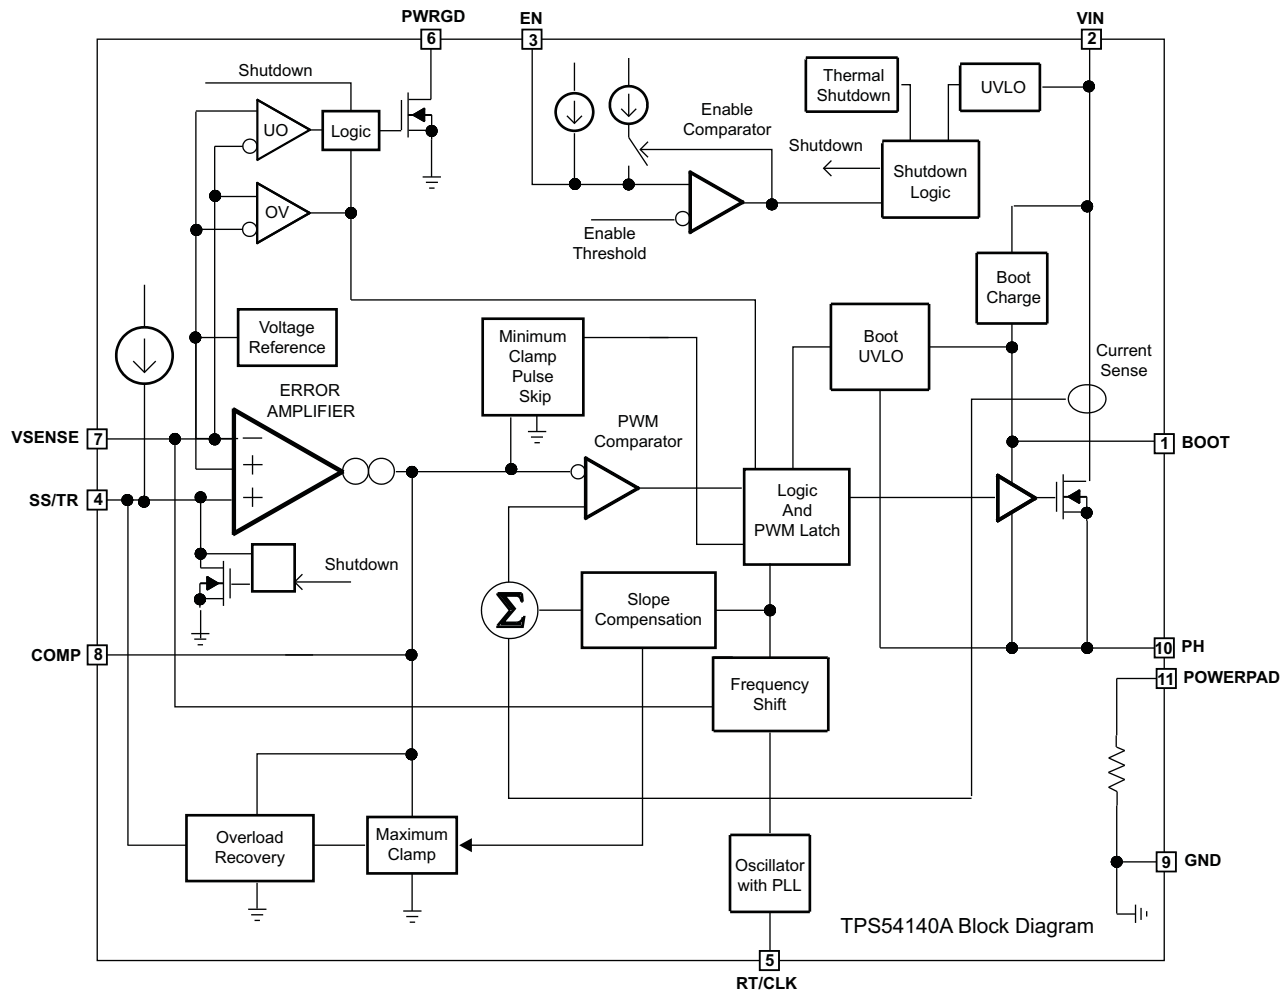 PWRGD
EN
VIN
6
3
2
Shutdown
Thermal
Shutdown
UVLO
UO
Logic
Enable
Comparator
Shutdown
Shutdown
Logic
OV
Enable
Threshold
Boot
Charge
Voltage
Reference
Minimum
Clamp
Pulse
Skip
Boot
UVLO
Current
Sense
ERROR
AMPLIFIER
PWM
Comparator
VSENSE
7
1
BOOT
SS/TR
4
Logic
And
PWM Latch
Shutdown
Σ
Slope
Compensation
COMP
8
10
PH
11
POWERPAD
Frequency
Shift
Overload
Recovery
Maximum
Clamp
Oscillator
with PLL
9
GND
TPS54140A Block Diagram
5
RT/CLK